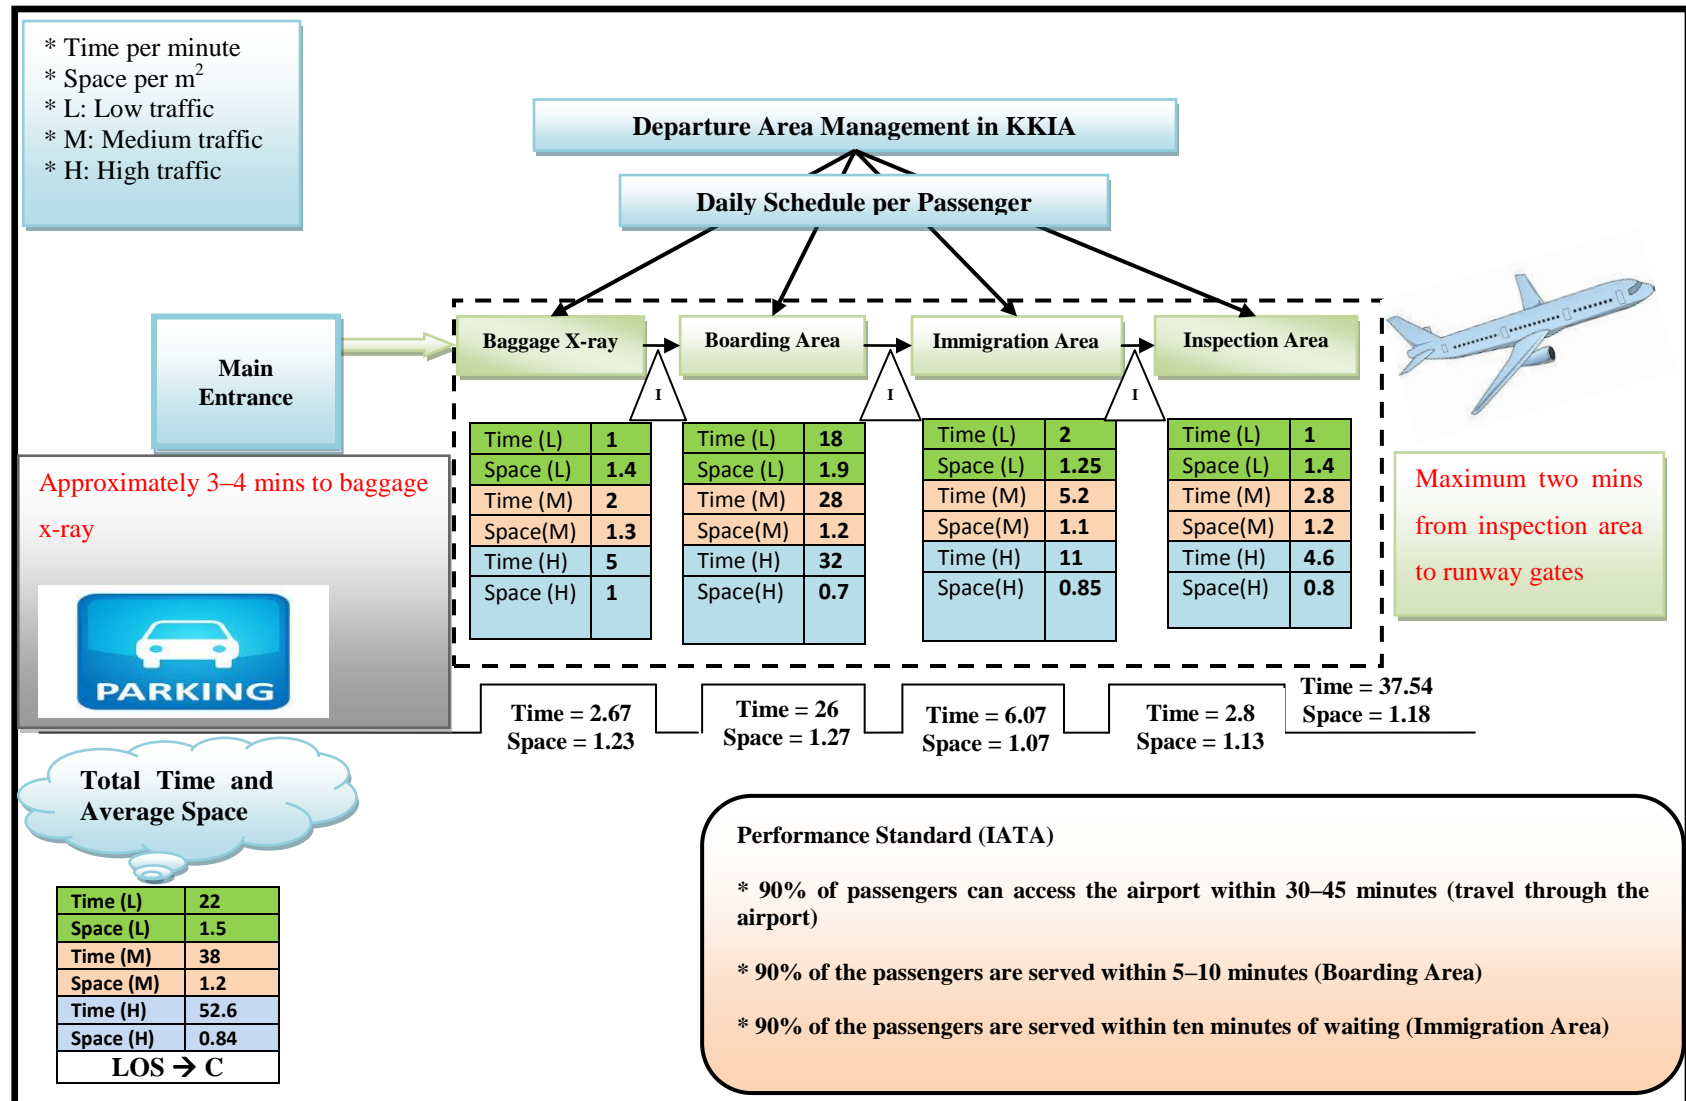 * Time per minute
* Space per m²
* L: Low traffic
* M: Medium traffic
* H: High traffic
Departure Area Management in KKIA
Daily Schedule per Passenger
Main
Entrance
Baggage X-ray
Boarding Area
Immigration Area
Inspection Area
I
I
I
Time (L) 1
Space (L) 1.4
Time (M) 2
Space(M) 1.3
Time (H) 5
Space (H) 1
Time (L) 18
Space (L) 1.9
Time (M) 28
Space(M) 1.2
Time (H) 32
Space(H) 0.7
Time (L) 2
Space (L) 1.25
Time (M) 5.2
Space(M) 1.1
Time (H) 11
Space(H) 0.85
Time (L) 1
Space (L) 1.4
Time (M) 2.8
Space(M) 1.2
Time (H) 4.6
Space(H) 0.8
Approximately 3–4 mins to baggage
x-ray
PARKING
Maximum two mins
from inspection area
to runway gates
Time = 2.67
Space = 1.23
Time = 26
Space = 1.27
Time = 6.07
Space = 1.07
Time = 2.8
Space = 1.13
Time = 37.54
Space = 1.18
Total Time and
Average Space
Time (L) 22
Space (L) 1.5
Time (M) 38
Space (M) 1.2
Time (H) 52.6
Space (H) 0.84
LOS → C
Performance Standard (IATA)
* 90% of passengers can access the airport within 30–45 minutes (travel through the
airport)
* 90% of the passengers are served within 5–10 minutes (Boarding Area)
* 90% of the passengers are served within ten minutes of waiting (Immigration Area)